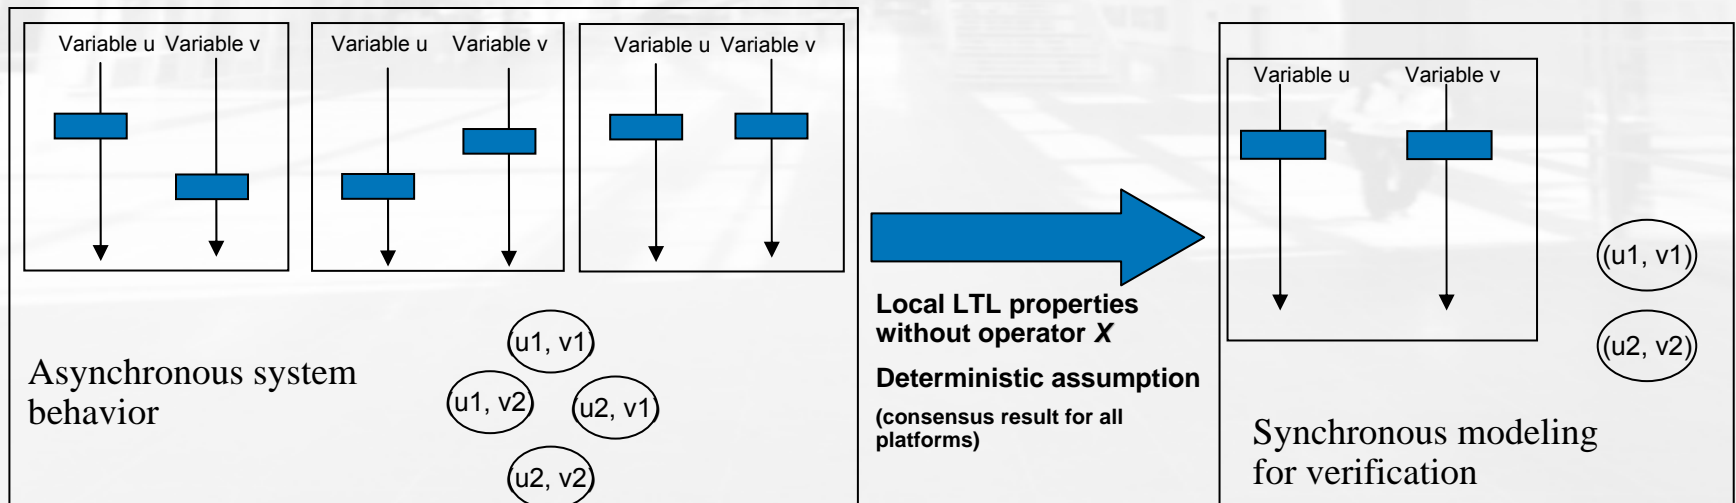 Variable u Variable v
Variable u Variable v
Variable u Variable v
Asynchronous system
behavior
(u1, v1)
(u1, v2)
(u2, v1)
(u2, v2)
Local LTL properties
without operator X
Deterministic assumption
(consensus result for all
platforms)
Variable u Variable v
(u1, v1)
(u2, v2)
Synchronous modeling
for verification